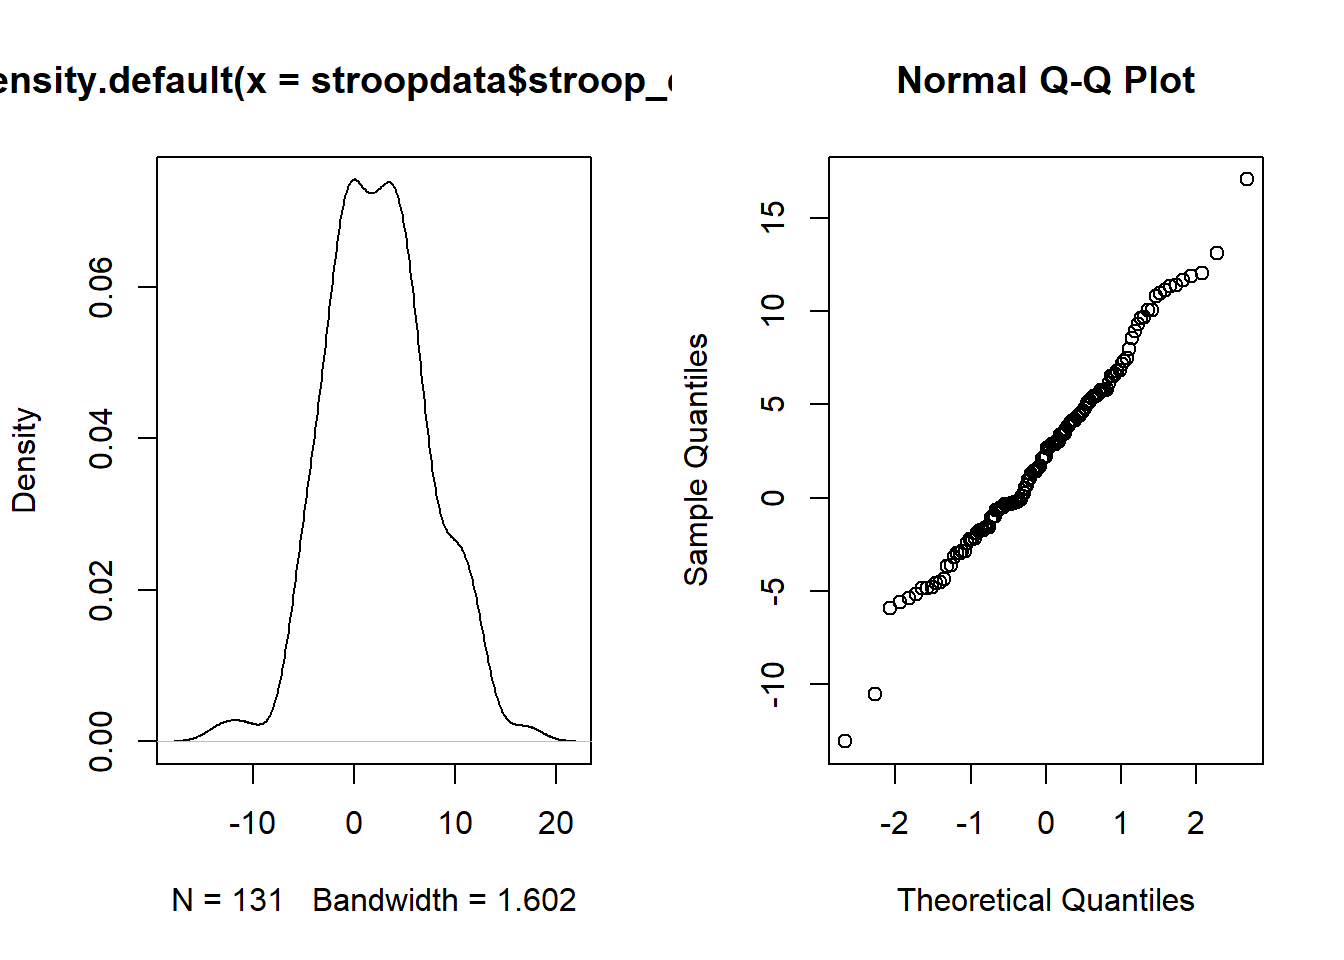 ensity.default(x = stroopdata$stroop_
Density
0.00 0.02 0.04 0.06
-10 0 10 20
N = 131 Bandwidth = 1.602
Normal Q-Q Plot
Sample Quantiles
-10 -5 0 5 10 15
-2 -1 0 1 2
Theoretical Quantiles